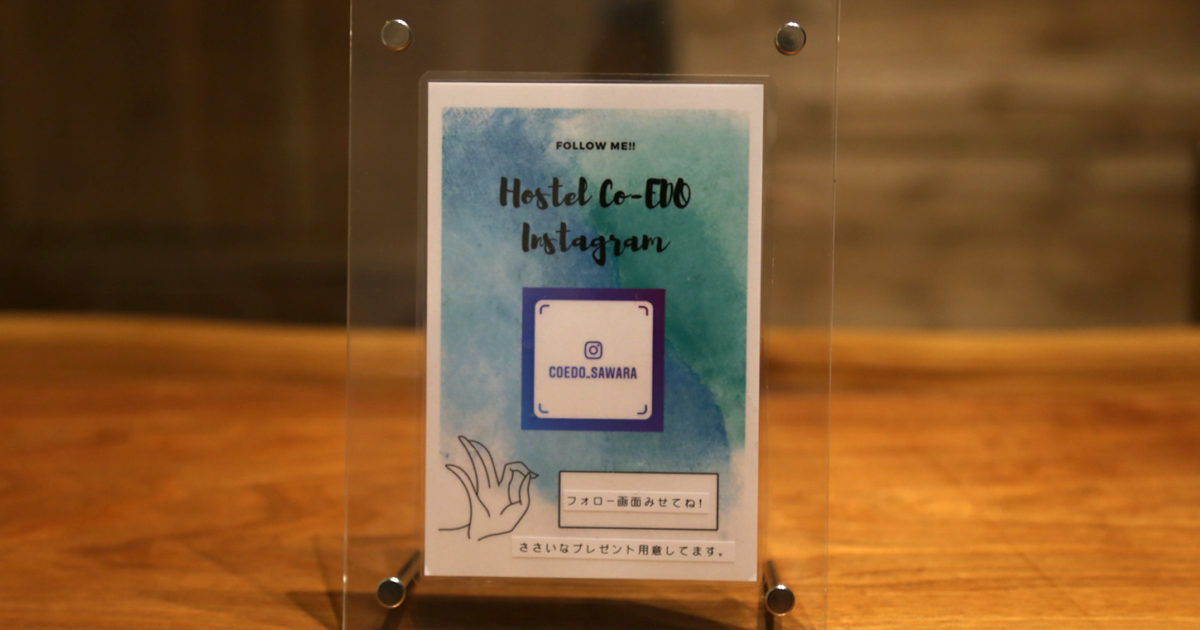 FOLLOW ME!!
Hostel Co-EDO
Instagram
COEDO_SAWARA
フォロー画面みせてね!
ささいなプレゼント用意してます。